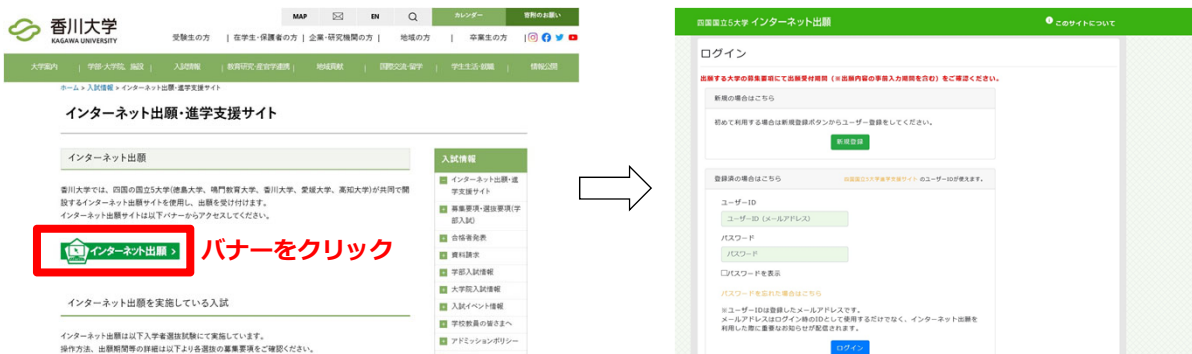 香川大学
KAGAWA UNIVERSITY
MAP
EN
カレンダー
寄附のお願い
受験生の方 | 在学生・保護者の方 | 企業・研究機関の方 | 地域の方 | 卒業生の方
大学案内 | 学部・大学院、施設 | 入試情報 | 教育研究・産官学連携 | 地域貢献 | 国際交流・留学 | 学生生活・就職 | 情報公開
ホーム » 入試情報 » インターネット出願・進学支援サイト
インターネット出願・進学支援サイト
インターネット出願
香川大学では、四国の国立5大学(徳島大学、鳴門教育大学、香川大学、愛媛大学、高知大学)が共同で開
設するインターネット出願サイトを使用し、出願を受け付けます。
インターネット出願サイトは以下バナーからアクセスしてください。
インターネット出願 >
バナーをクリック
インターネット出願を実施している入試
インターネット出願は以下入学者選抜試験にて実施しています。
操作方法、出願期間等の詳細は以下より各選抜の募集要項をご確認ください。
入試情報
インターネット出願・進
学支援サイト
募集要項・選抜要項(学
部入試)
合格者発表
資料請求
学部入試情報
大学院入試情報
入試イベント情報
学校教員の皆さまへ
アドミッションポリシー
四国国立5大学 インターネット出願
このサイトについて
ログイン
出願する大学の募集要項にて出願受付期間（※出願内容の事前入力期間を含む）をご確認ください。
新規の場合はこちら
初めて利用する場合は新規登録ボタンからユーザー登録をしてください。
新規登録
登録済の場合はこちら
四国国立5大学進学支援サイト のユーザーIDが使えます。
ユーザーID
ユーザーID（メールアドレス）
パスワード
パスワード
パスワードを表示
パスワードを忘れた場合はこちら
※ユーザーIDは登録したメールアドレスです。
メールアドレスはログイン時のIDとして使用するだけでなく、インターネット出願を
利用した際に重要なお知らせが配信されます。
ログイン